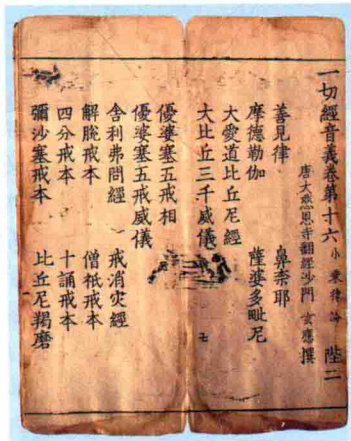 一切經音義卷第十六 小乘律論 陛二
唐大慈恩寺翻經沙門 玄應 撰
善見律 鼻奈耶
摩德勒伽 薩婆多毗尼
大愛道比丘尼經
大比丘三千威儀
優婆塞五戒相
優婆塞五戒威儀
舍利弗問經 戒消灾經
解脫戒本 僧祇戒本
四分戒本 十誦戒本
彌沙塞戒本 比丘尼羯磨